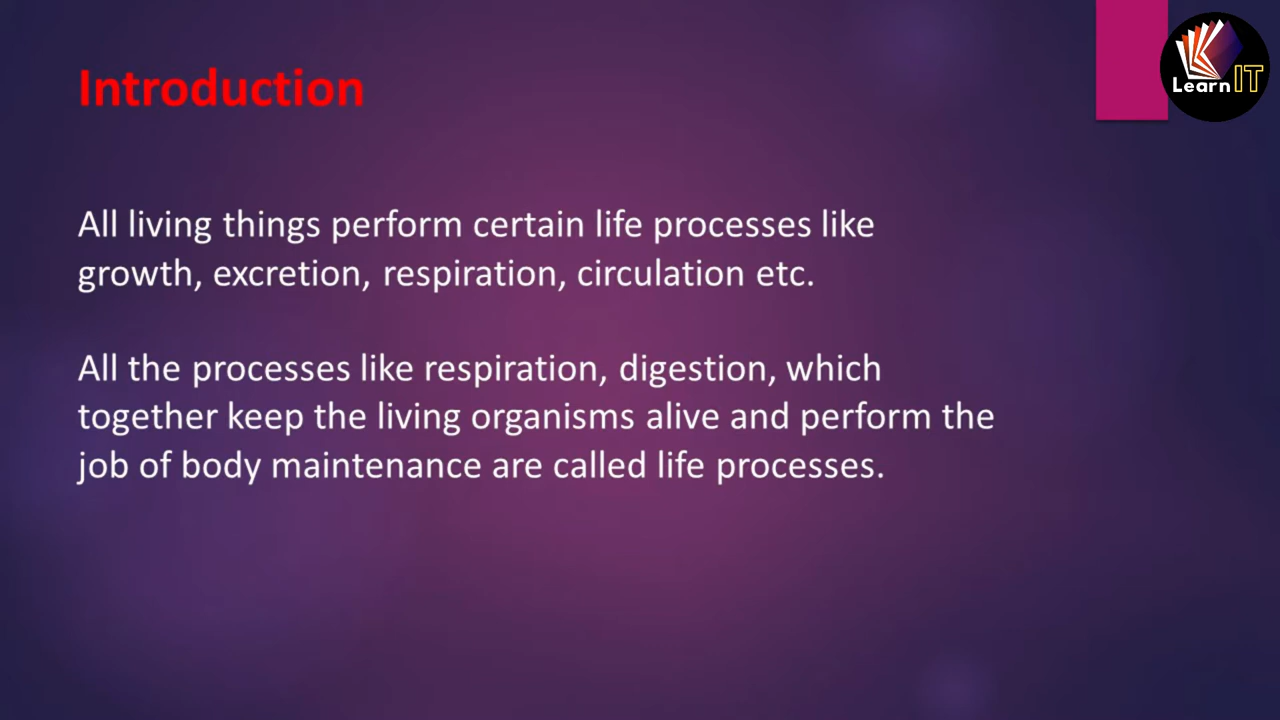 Introduction
Learn IT
All living things perform certain life processes like
growth, excretion, respiration, circulation etc.
All the processes like respiration, digestion, which
together keep the living organisms alive and perform the
job of body maintenance are called life processes.